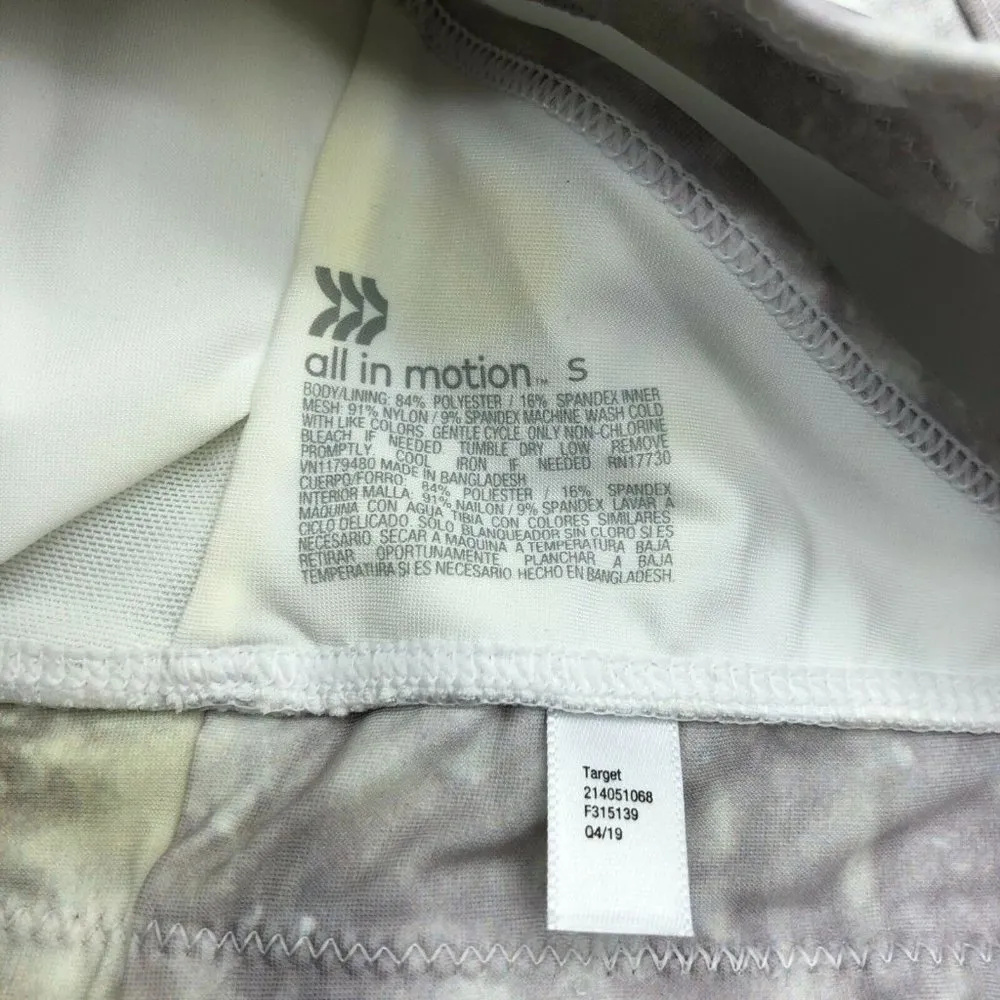 all in motion™ S
BODY/LINING: 84% POLYESTER / 16% SPANDEX INNER
MESH: 91% NYLON / 9% SPANDEX MACHINE WASH COLD
WITH LIKE COLORS. GENTLE CYCLE. ONLY NON-CHLORINE
BLEACH IF NEEDED TUMBLE DRY LOW REMOVE
PROMPTLY COOL IRON IF NEEDED RN17730
VN1179480 MADE IN BANGLADESH
CUERPO/FORRO: 84% POLIESTER / 16% SPANDEX
INTERIOR MALLA: 91% NAILON / 9% SPANDEX LAVAR A
MAQUINA CON AGUA TIBIA CON COLORES SIMILARES
CICLO DELICADO. SOLO BLANQUEADOR SIN CLORO SI ES
NECESARIO SECAR A MAQUINA A TEMPERATURA BAJA
RETIRAR OPORTUNAMENTE PLANCHAR A BAJA
TEMPERATURA SI ES NECESARIO HECHO EN BANGLADESH.
Target
214051068
F315139
Q4/19